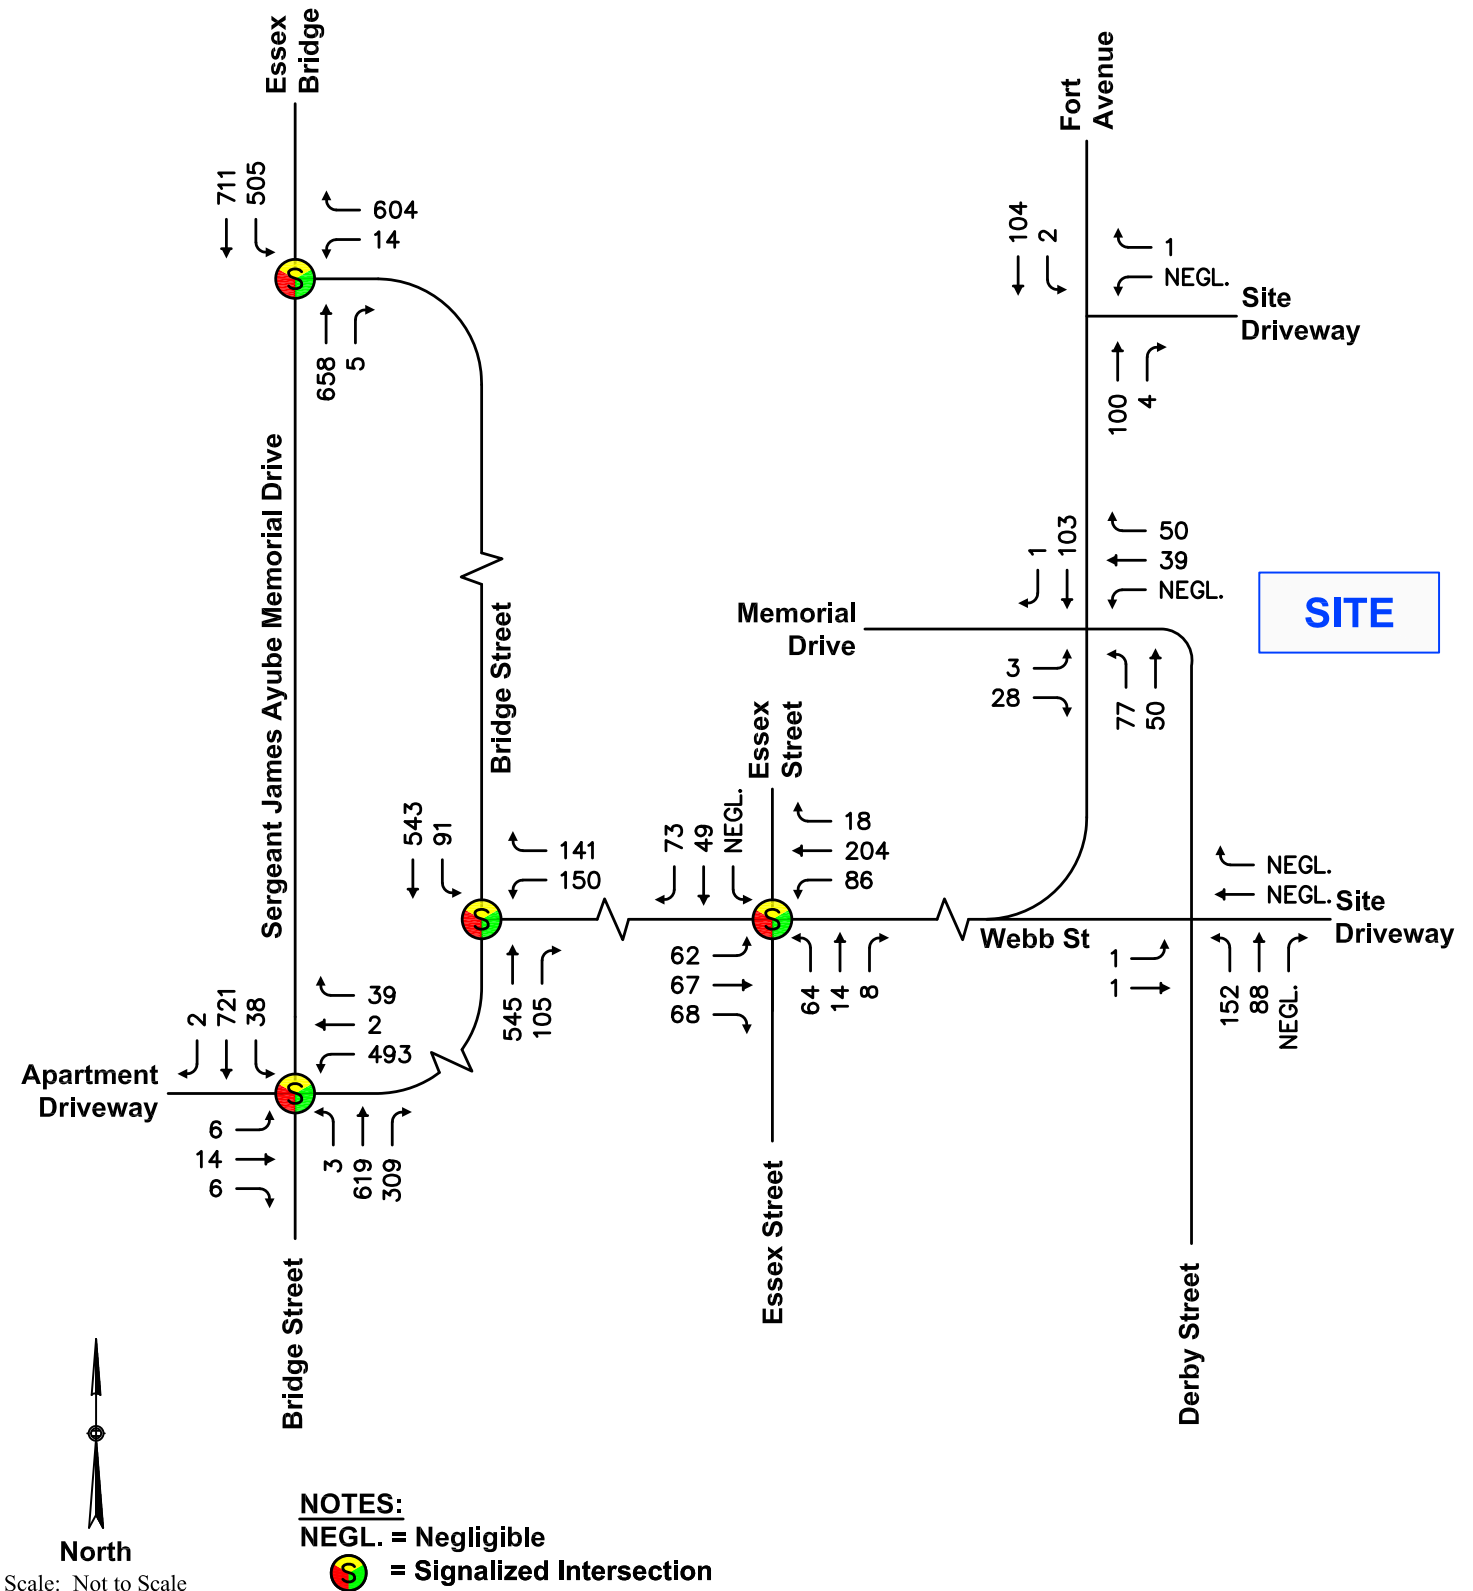 Essex
Bridge
711
505
604
14
658
5
Sergeant James Ayube Memorial Drive
Bridge Street
Fort
Avenue
104
2
1
NEGL.
Site
Driveway
100
4
1
103
50
39
NEGL.
SITE
Memorial
Drive
3
28
77
50
543
91
141
150
545
105
Essex
Street
73
49
NEGL.
18
204
86
62
67
68
64
14
8
Essex Street
Webb St
NEGL.
NEGL.
Site
Driveway
1
1
152
88
NEGL.
Derby Street
2
721
38
39
2
493
Apartment
Driveway
6
14
6
3
619
309
Bridge Street
S
S
S
S
North
Scale: Not to Scale
NOTES:
NEGL. = Negligible
S = Signalized Intersection